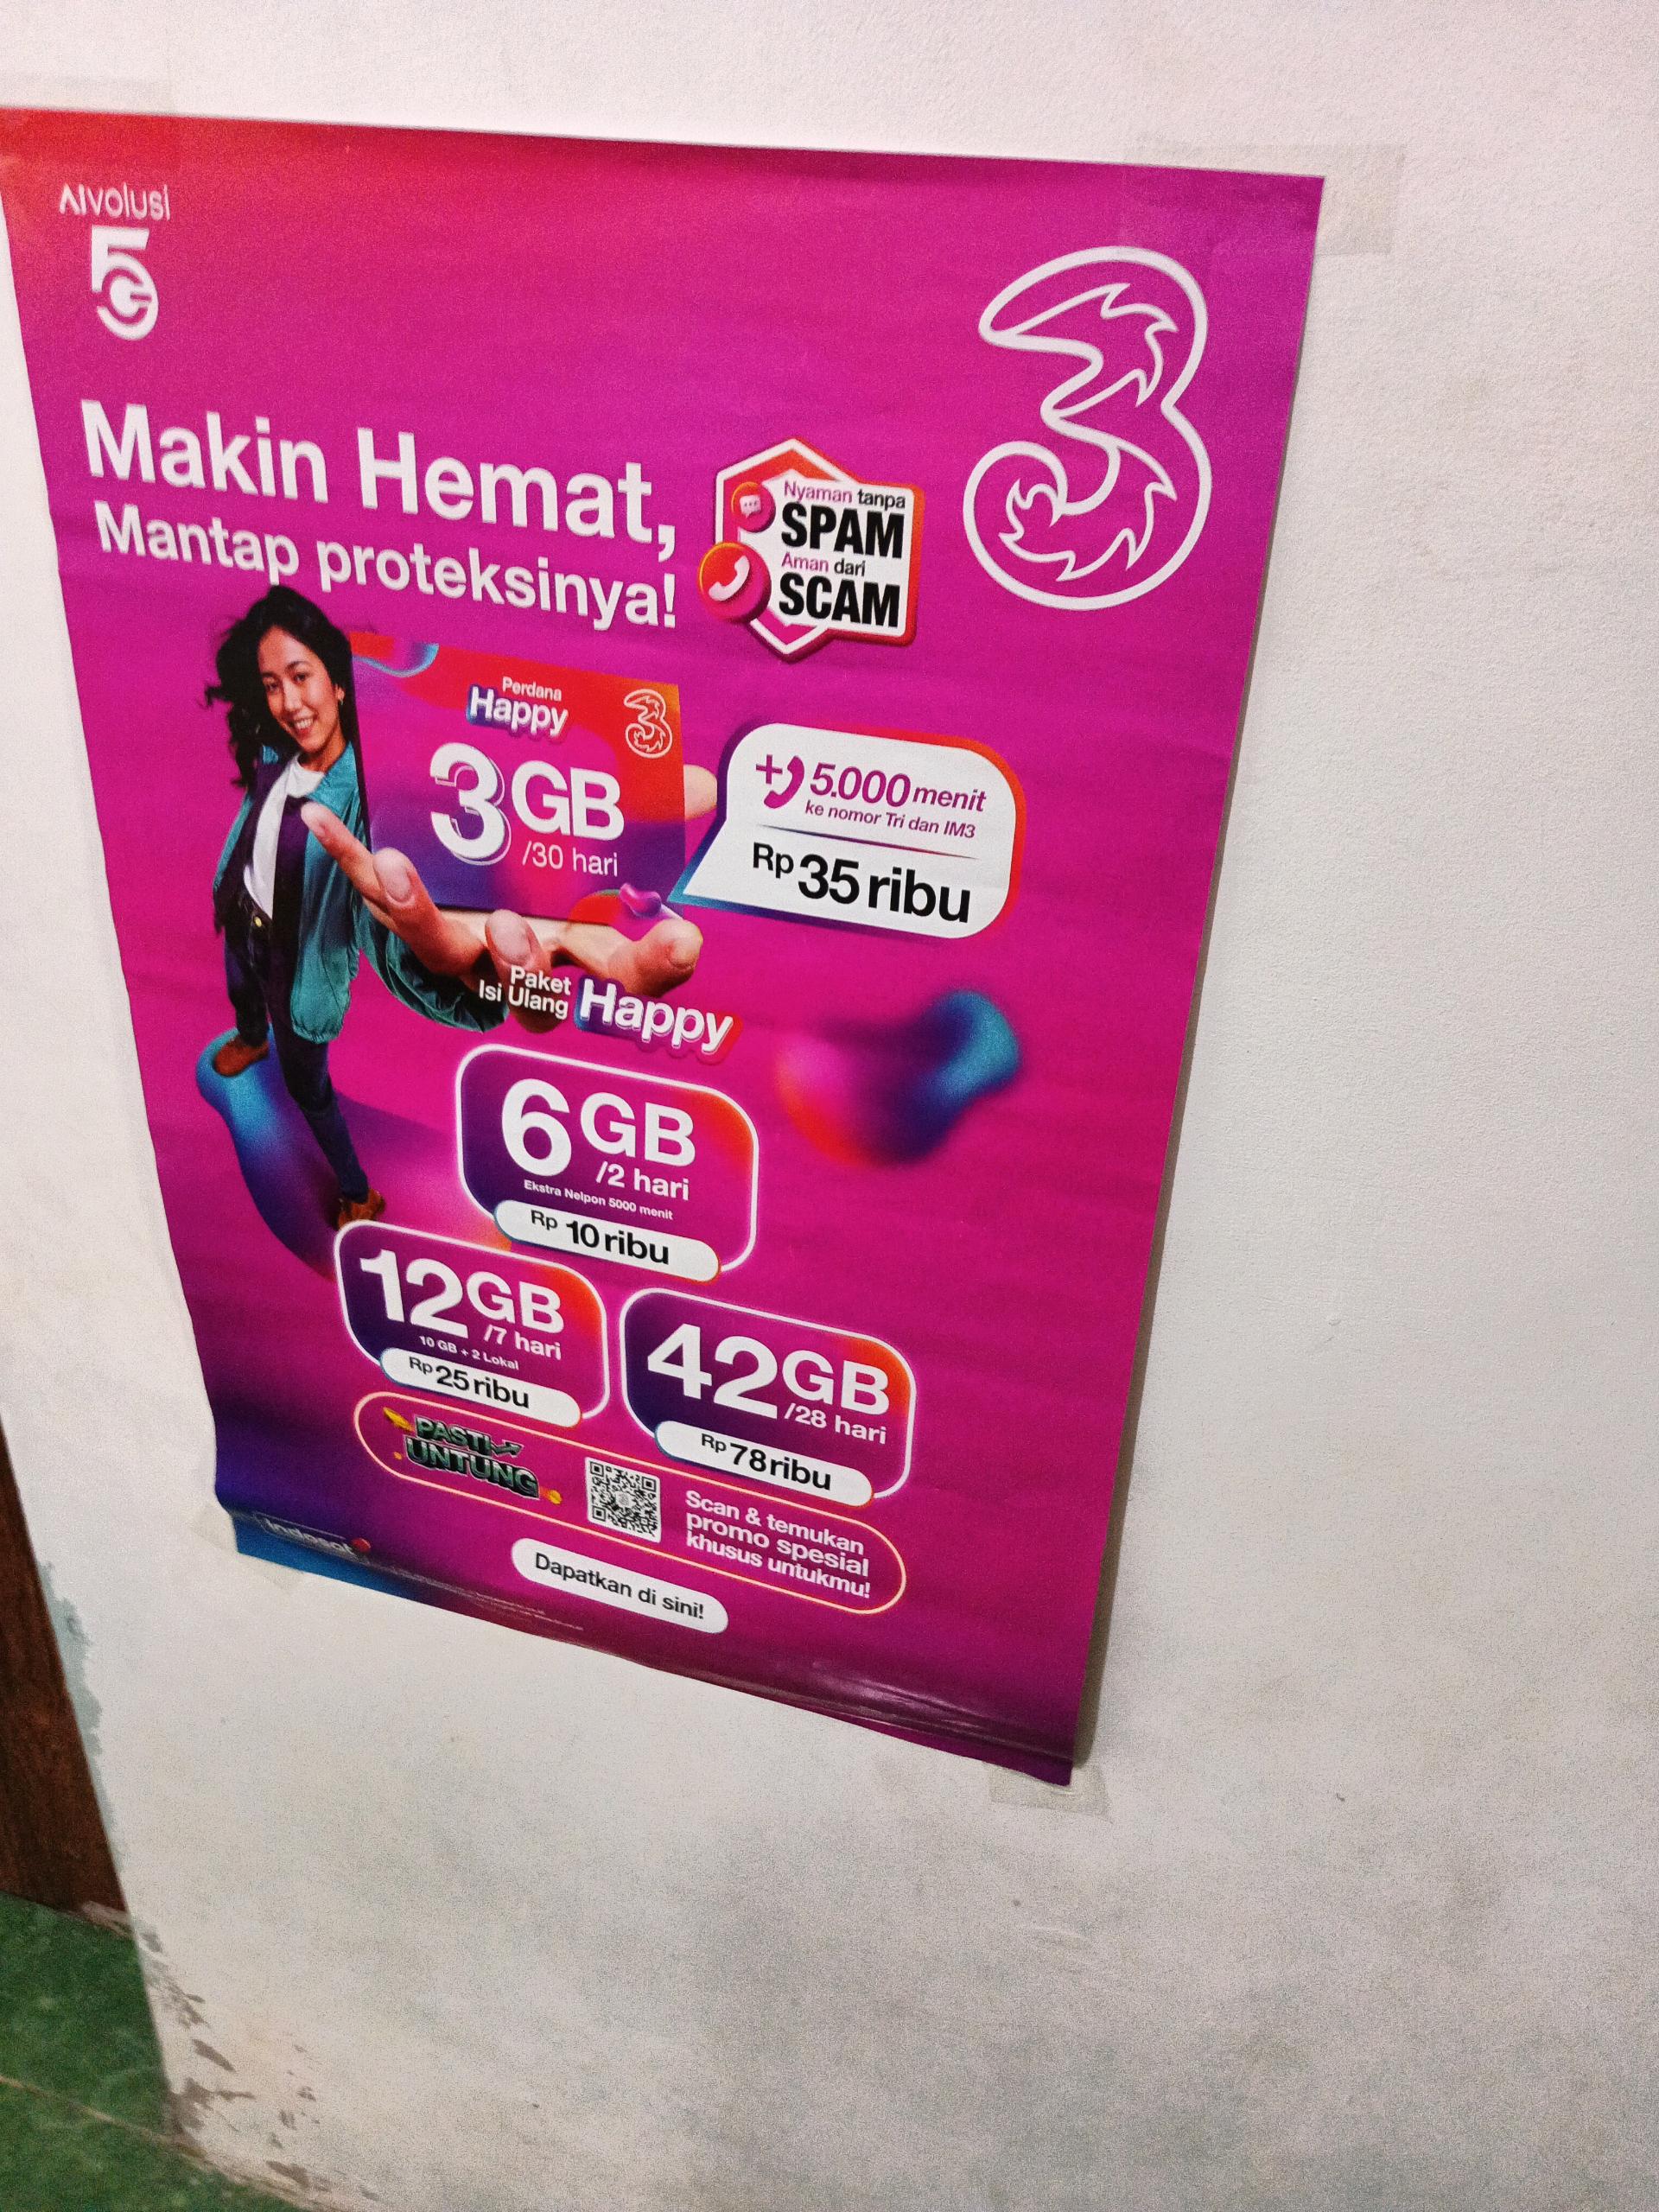 AIvolusi
5G
3
Makin Hemat,
Mantap proteksinya!
Nyaman tanpa
SPAM
Aman dari
SCAM
Perdana
Happy
3
3GB
/30 hari
+5.000 menit
ke nomor Tri dan IM3
Rp 35 ribu
Paket
Isi Ulang
Happy
6GB
/2 hari
Ekstra Nelpon 5000 menit
Rp 10 ribu
12GB
/7 hari
10 GB + 2 Lokal
Rp 25 ribu
42GB
/28 hari
Rp 78 ribu
PASTI
UNTUNG
Scan & temukan
promo spesial
khusus untukmu!
Indosat
Dapatkan di sini!